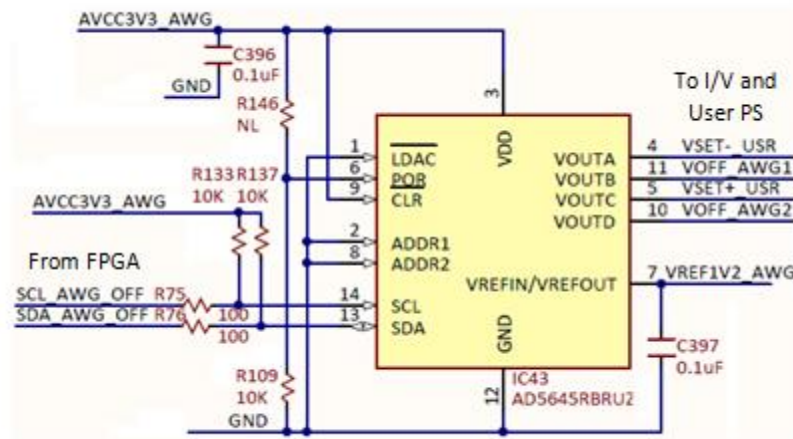 AVCC3V3_AWG
C396
0.1uF
GND
To I/V and
User PS
R146
NL
3
VDD
1 LDAC VOUTA 4 VSET-_USR
6 POR VOUTB 11 VOFF_AWG1
9 CLR VOUTC 5 VSET+_USR
VOUTD 10 VOFF_AWG2
R133 R137
10K 10K
AVCC3V3_AWG
2 ADDR1
8 ADDR2
From FPGA
VREFIN/VREFOUT 7 VREF1V2_AWG
SCL_AWG_OFF R75 14 SCL
SDA_AWG_OFF R76 100 13 SDA
100
GND
C397
0.1uF
R109
10K
12
IC43
AD5645RBRUZ
GND